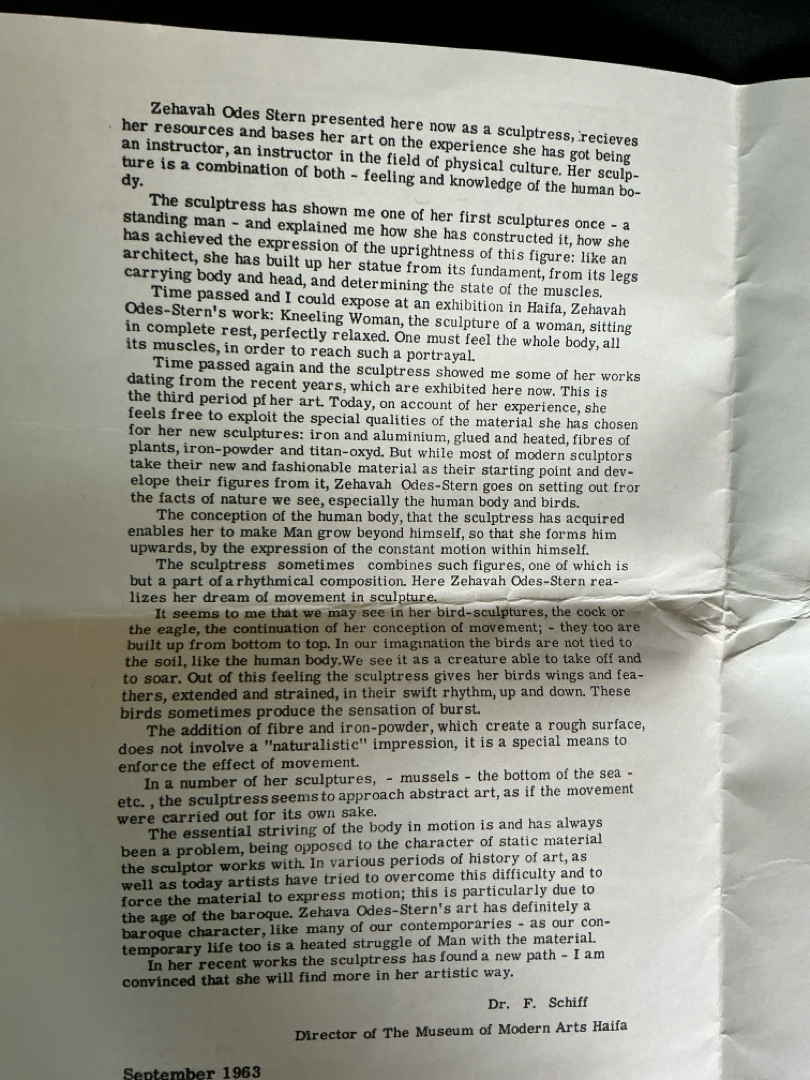 Zehavah Odes Stern presented here now as a sculptress, recieves
her resources and bases her art on the experience she has got being
an instructor, an instructor in the field of physical culture. Her sculp-
ture is a combination of both - feeling and knowledge of the human bo-
dy.
The sculptress has shown me one of her first sculptures once - a
standing man - and explained me how she has constructed it, how she
has achieved the expression of the uprightness of this figure: like an
architect, she has built up her statue from its fundament, from its legs
carrying body and head, and determining the state of the muscles.
Time passed and I could expose at an exhibition in Haifa, Zehavah
Odes-Stern's work: Kneeling Woman, the sculpture of a woman, sitting
in complete rest, perfectly relaxed. One must feel the whole body, all
its muscles, in order to reach such a portrayal.
Time passed again and the sculptress showed me some of her works
dating from the recent years, which are exhibited here now. This is
the third period pf her art. Today, on account of her experience, she
feels free to exploit the special qualities of the material she has chosen
for her new sculptures: iron and aluminium, glued and heated, fibres of
plants, iron-powder and titan-oxyd. But while most of modern sculptors
take their new and fashionable material as their starting point and dev-
elope their figures from it, Zehavah Odes-Stern goes on setting out fror
the facts of nature we see, especially the human body and birds.
The conception of the human body, that the sculptress has acquired
enables her to make Man grow beyond himself, so that she forms him
upwards, by the expression of the constant motion within himself.
The sculptress sometimes combines such figures, one of which is
but a part of a rhythmical composition. Here Zehavah Odes-Stern rea-
lizes her dream of movement in sculpture.
It seems to me that we may see in her bird-sculptures, the cock or
the eagle, the continuation of her conception of movement; - they too are
built up from bottom to top. In our imagination the birds are not tied to
the soil, like the human body.We see it as a creature able to take off and
to soar. Out of this feeling the sculptress gives her birds wings and fea-
thers, extended and strained, in their swift rhythm, up and down. These
birds sometimes produce the sensation of burst.
The addition of fibre and iron-powder, which create a rough surface,
does not involve a "naturalistic" impression, it is a special means to
enforce the effect of movement.
In a number of her sculptures, - mussels - the bottom of the sea -
etc. , the sculptress seems to approach abstract art, as if the movement
were carried out for its own sake.
The essential striving of the body in motion is and has always
been a problem, being opposed to the character of static material
the sculptor works with. In various periods of history of art, as
well as today artists have tried to overcome this difficulty and to
force the material to express motion; this is particularly due to
the age of the baroque. Zehava Odes-Stern's art has definitely a
baroque character, like many of our contemporaries - as our con-
temporary life too is a heated struggle of Man with the material.
In her recent works the sculptress has found a new path - I am
convinced that she will find more in her artistic way.
Dr. F. Schiff
Director of The Museum of Modern Arts Haifa
September 1963